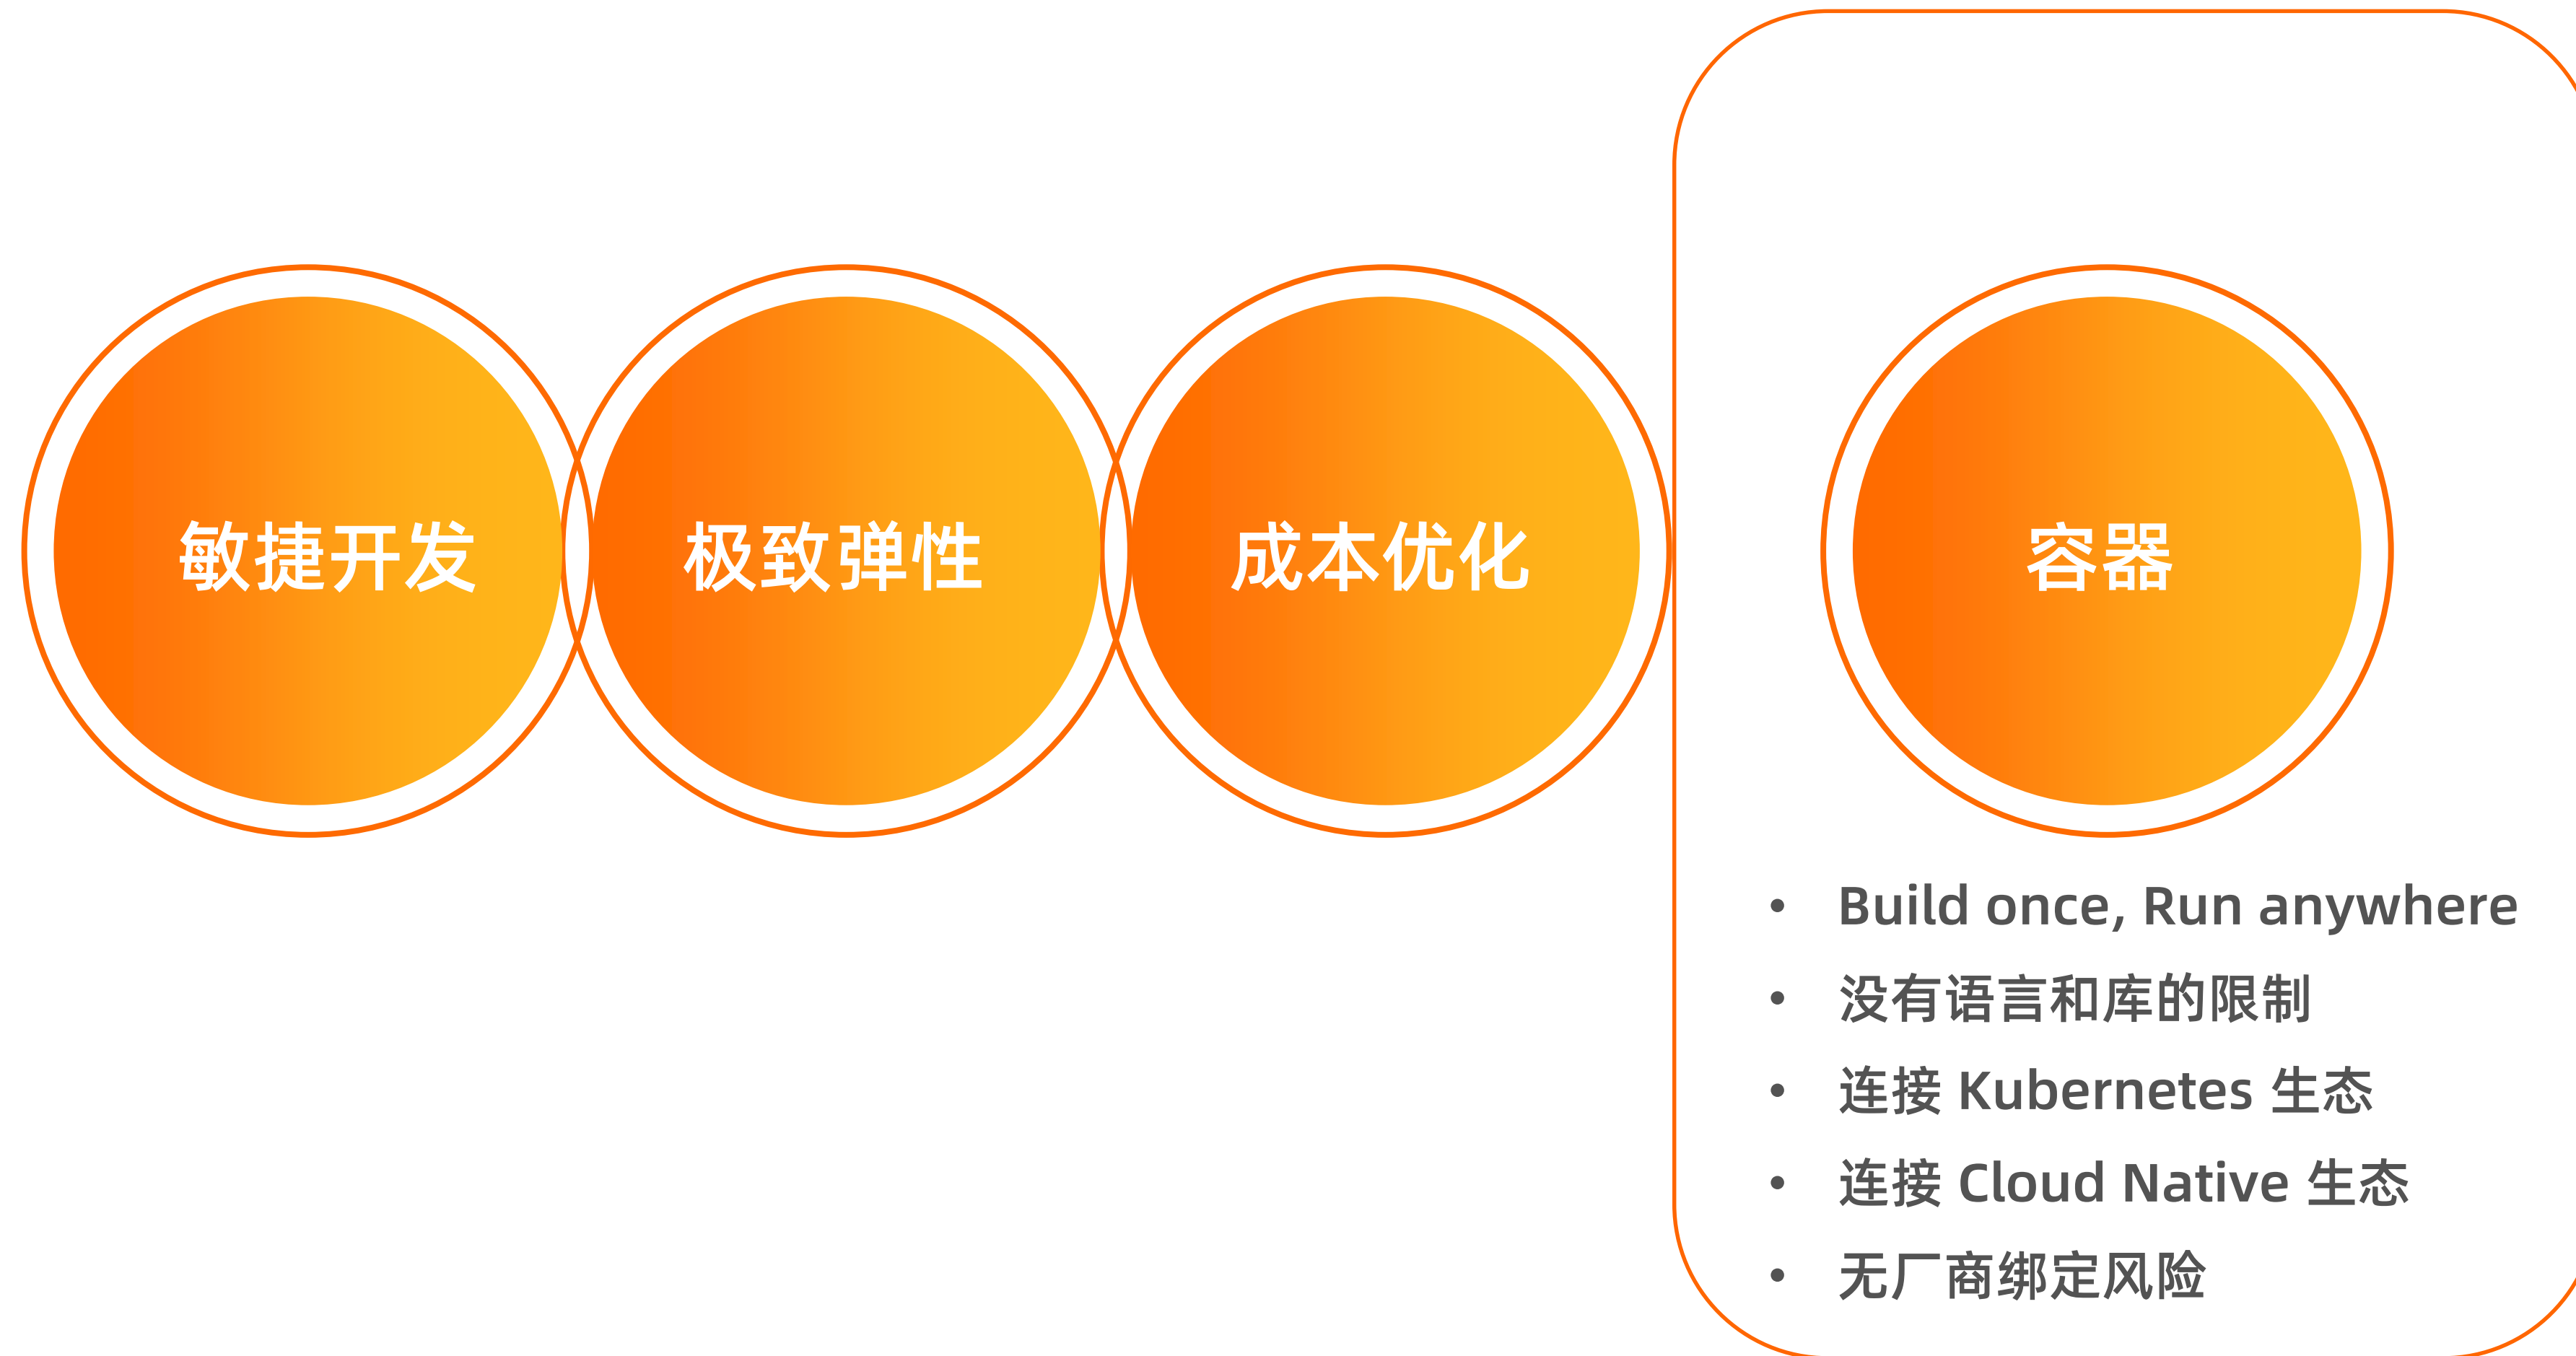 敏捷开发
极致弹性
成本优化
容器
• Build once, Run anywhere
• 没有语言和库的限制
• 连接 Kubernetes 生态
• 连接 Cloud Native 生态
• 无厂商绑定风险